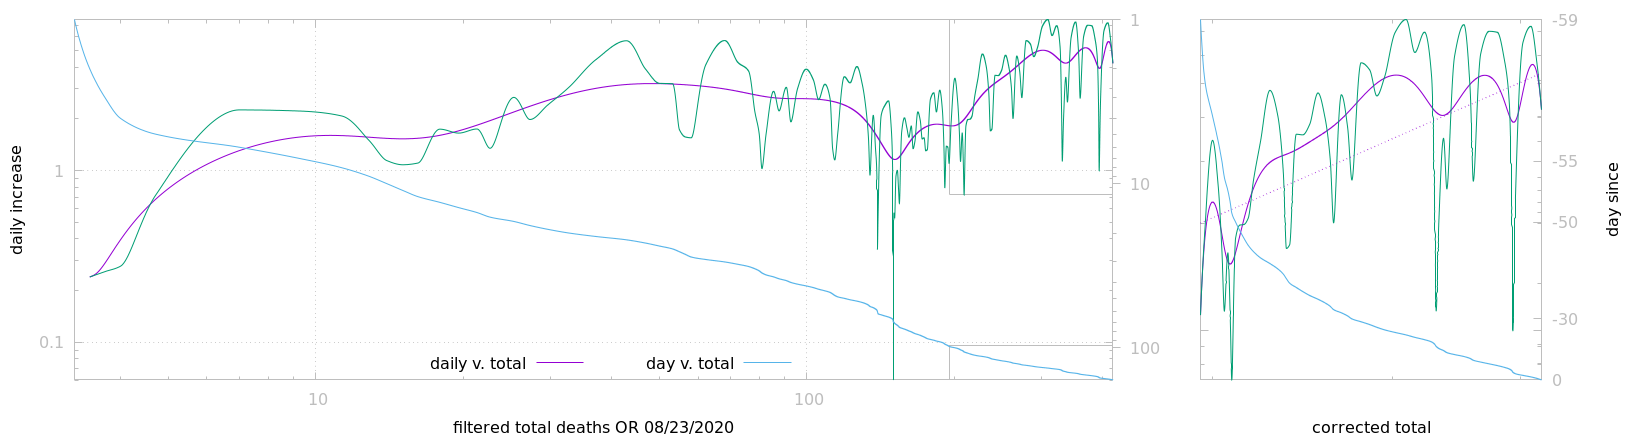 daily increase
1
0.1
10
100
1
10
100
daily v. total
day v. total
filtered total deaths OR 08/23/2020
-59
-55
-50
-30
0
day since
corrected total